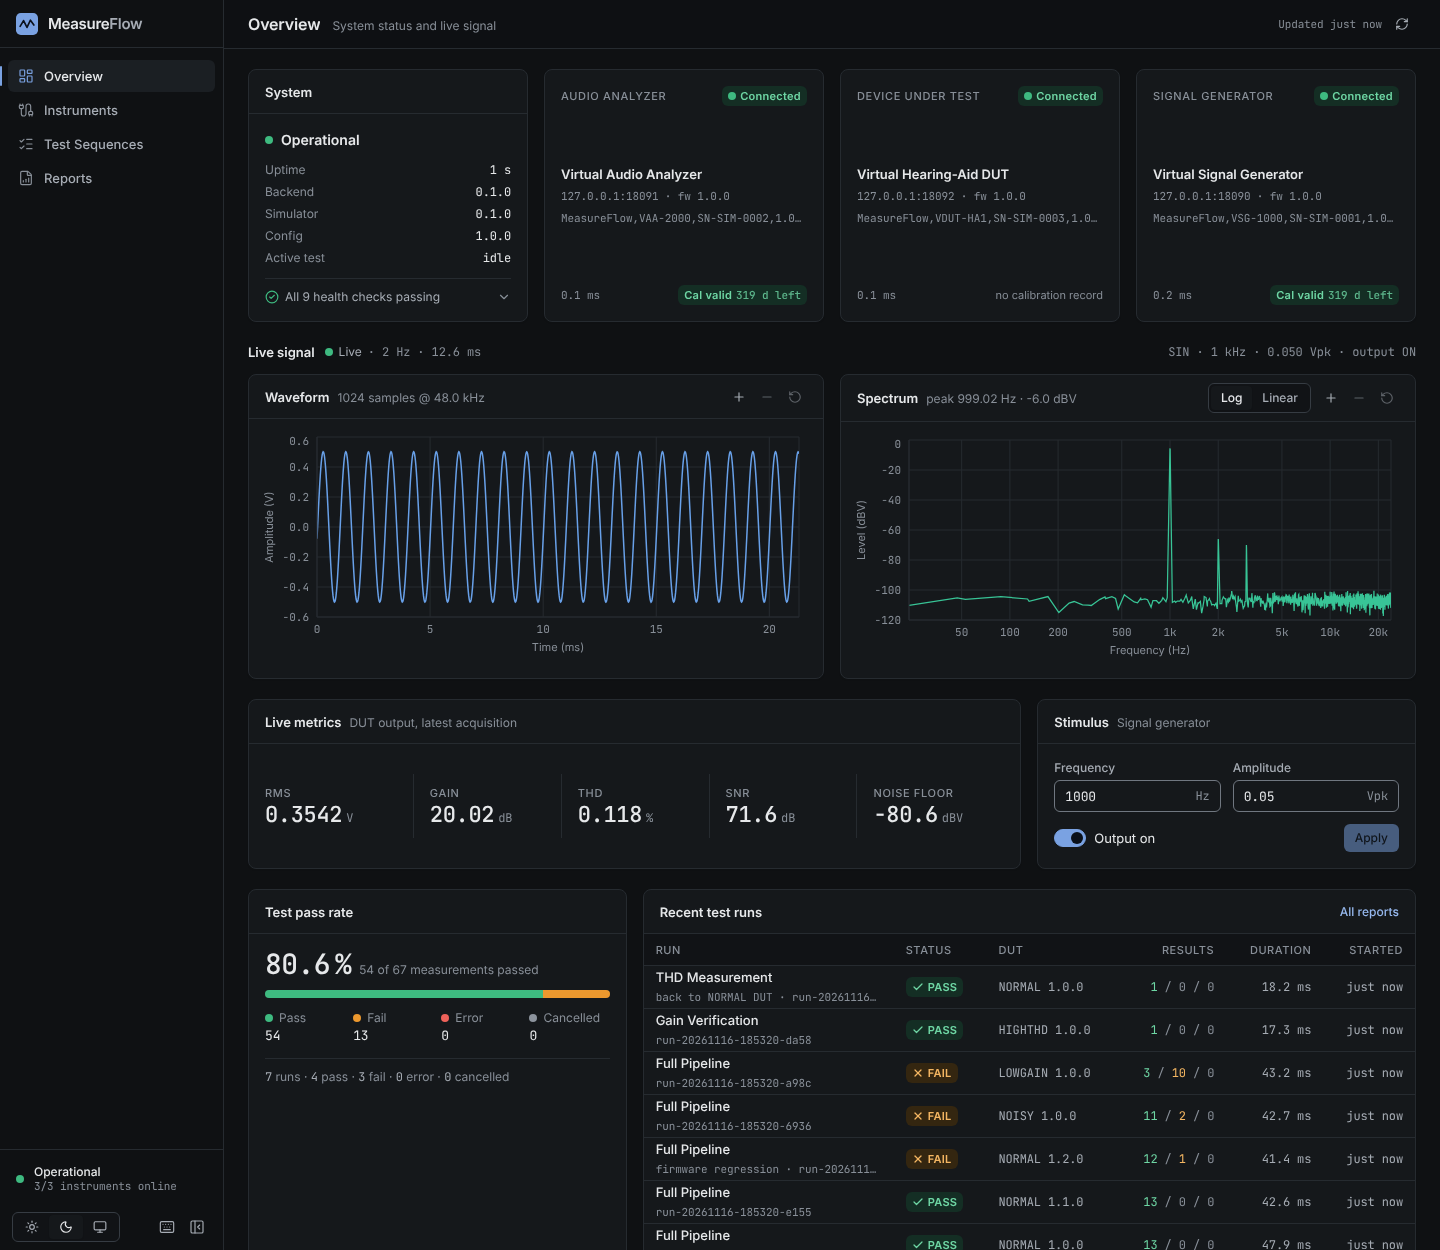 MeasureFlow
Overview
Instruments
Test Sequences
Reports
Operational
3/3 instruments online
Overview System status and live signal
Updated just now
System
Operational
Uptime 1 s
Backend 0.1.0
Simulator 0.1.0
Config 1.0.0
Active test idle
All 9 health checks passing
AUDIO ANALYZER Connected
Virtual Audio Analyzer
127.0.0.1:18091 · fw 1.0.0
MeasureFlow,VAA-2000,SN-SIM-0002,1.0…
0.1 ms Cal valid 319 d left
DEVICE UNDER TEST Connected
Virtual Hearing-Aid DUT
127.0.0.1:18092 · fw 1.0.0
MeasureFlow,VDUT-HA1,SN-SIM-0003,1.0…
0.1 ms no calibration record
SIGNAL GENERATOR Connected
Virtual Signal Generator
127.0.0.1:18090 · fw 1.0.0
MeasureFlow,VSG-1000,SN-SIM-0001,1.0…
0.2 ms Cal valid 319 d left
Live signal Live · 2 Hz · 12.6 ms
SIN · 1 kHz · 0.050 Vpk · output ON
Waveform 1024 samples @ 48.0 kHz
Amplitude (V)
0.6
0.4
0.2
0.0
-0.2
-0.4
-0.6
0 5 10 15 20
Time (ms)
Spectrum peak 999.02 Hz · -6.0 dBV
Log Linear
Level (dBV)
0
-20
-40
-60
-80
-100
-120
50 100 200 500 1k 2k 5k 10k 20k
Frequency (Hz)
Live metrics DUT output, latest acquisition
RMS
0.3542 V
GAIN
20.02 dB
THD
0.118 %
SNR
71.6 dB
NOISE FLOOR
-80.6 dBV
Stimulus Signal generator
Frequency Amplitude
1000 Hz 0.05 Vpk
Output on Apply
Test pass rate
80.6% 54 of 67 measurements passed
Pass Fail Error Cancelled
54 13 0 0
7 runs · 4 pass · 3 fail · 0 error · 0 cancelled
Recent test runs All reports
RUN STATUS DUT RESULTS DURATION STARTED
THD Measurement
back to NORMAL DUT · run-20261116…
PASS NORMAL 1.0.0 1 / 0 / 0 18.2 ms just now
Gain Verification
run-20261116-185320-da58
PASS HIGHTHD 1.0.0 1 / 0 / 0 17.3 ms just now
Full Pipeline
run-20261116-185320-a98c
FAIL LOWGAIN 1.0.0 3 / 10 / 0 43.2 ms just now
Full Pipeline
run-20261116-185320-6936
FAIL NOISY 1.0.0 11 / 2 / 0 42.7 ms just now
Full Pipeline
firmware regression · run-2026111…
FAIL NORMAL 1.2.0 12 / 1 / 0 41.4 ms just now
Full Pipeline
run-20261116-185320-e155
PASS NORMAL 1.1.0 13 / 0 / 0 42.6 ms just now
Full Pipeline
PASS NORMAL 1.0.0 13 / 0 / 0 47.9 ms just now